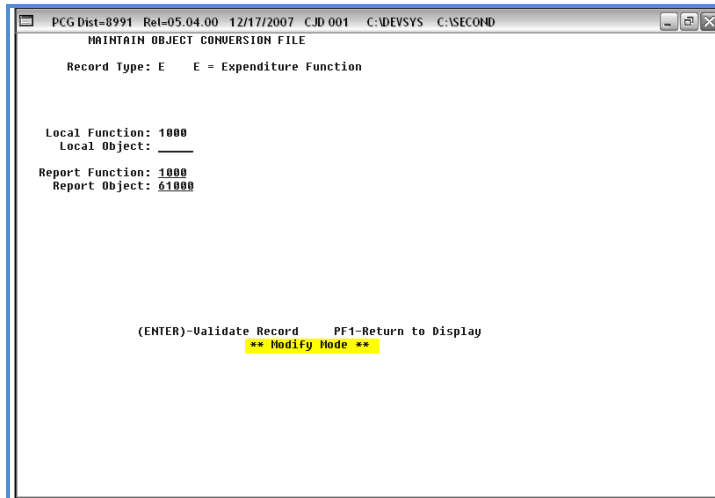 PCG Dist=8991 Rel=05.04.00 12/17/2007 CJD 001 C:\DEVSYS C:\SECOND
MAINTAIN OBJECT CONVERSION FILE
Record Type: E E = Expenditure Function
Local Function: 1000
Local Object: _____
Report Function: 1000
Report Object: 61000
(ENTER)-Validate Record PF1-Return to Display
** Modify Mode **